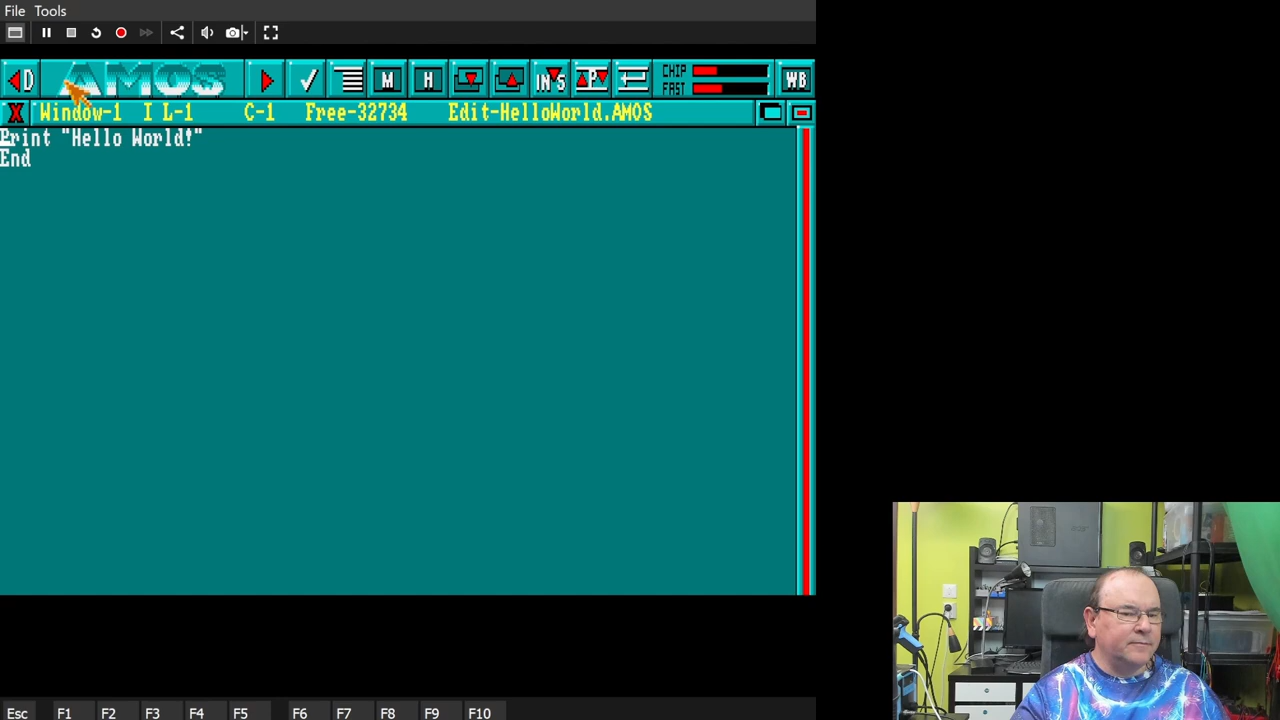 File Tools
D AMOS M H INS P CHIP FAST WB
X Window-1 I L-1 C-1 Free-32734 Edit-HelloWorld.AMOS
Print "Hello World!"
End
Esc F1 F2 F3 F4 F5 F6 F7 F8 F9 F10